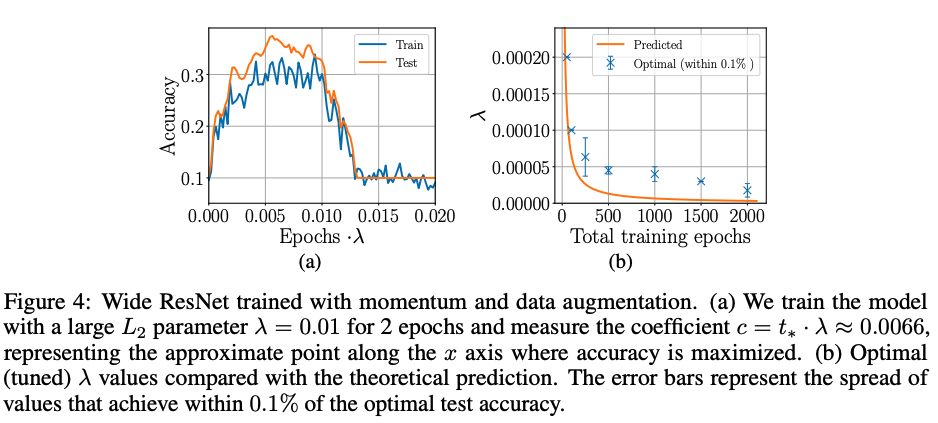 Accuracy
0.3
0.2
0.1
Train
Test
0.000 0.005 0.010 0.015 0.020
Epochs ·λ
(a)
λ
0.00020
0.00015
0.00010
0.00005
0.00000
Predicted
Optimal (within 0.1% )
0 500 1000 1500 2000
Total training epochs
(b)
Figure 4: Wide ResNet trained with momentum and data augmentation. (a) We train the model
with a large L₂ parameter λ = 0.01 for 2 epochs and measure the coefficient c = t∗ · λ ≈ 0.0066,
representing the approximate point along the x axis where accuracy is maximized. (b) Optimal
(tuned) λ values compared with the theoretical prediction. The error bars represent the spread of
values that achieve within 0.1% of the optimal test accuracy.